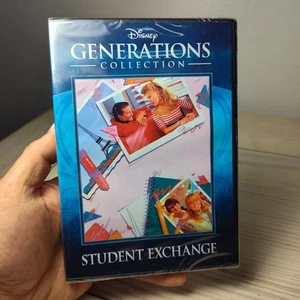 Disney
GENERATIONS
COLLECTION
STUDENT EXCHANGE